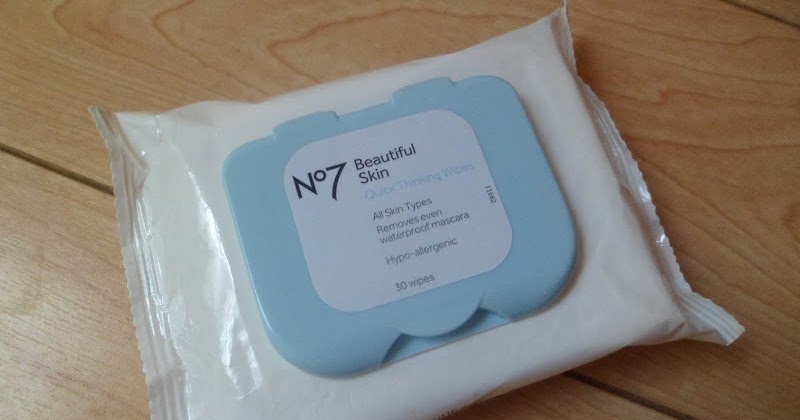 No7
Beautiful
Skin
Quick Thinking Wipes
All Skin Types
Removes even
waterproof mascara
Hypo-allergenic
30 wipes